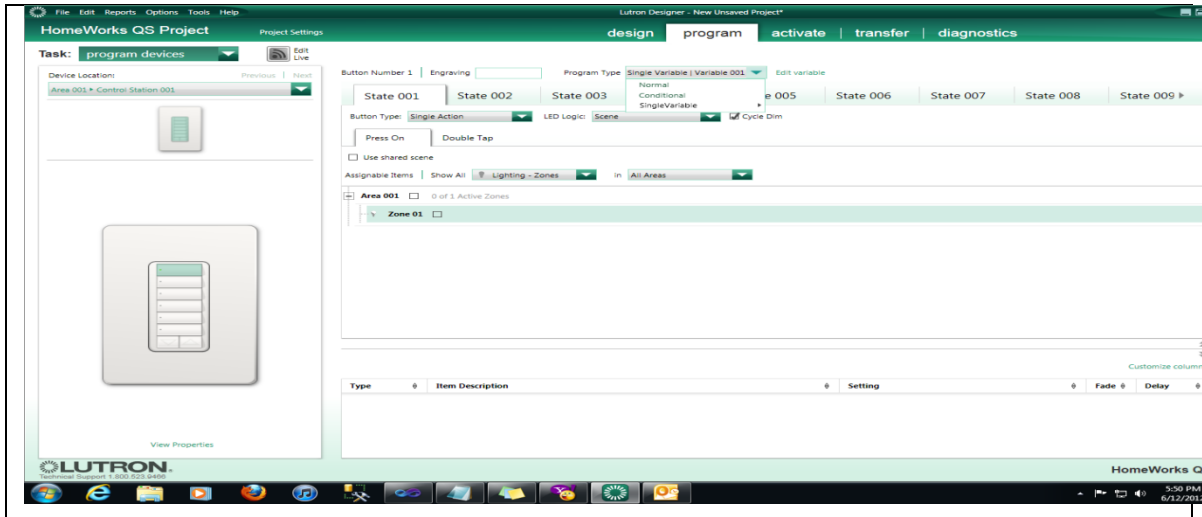 File Edit Reports Options Tools Help
Lutron Designer - New Unsaved Project*
HomeWorks QS Project
Project Settings
design program activate | transfer | diagnostics
Task: program devices
Edit Live
Device Location:
Previous | Next
Area 001 ▸ Control Station 001
View Properties
Button Number 1 | Engraving
Program Type Single Variable | Variable 001
Edit variable
Normal
Conditional
SingleVariable
State 001 State 002 State 003 e 005 State 006 State 007 State 008 State 009
Button Type: Single Action LED Logic: Scene Cycle Dim
Press On Double Tap
Use shared scene
Assignable Items | Show All Lighting - Zones In All Areas
Area 001 0 of 1 Active Zones
Zone 01
Customize column
Type Item Description Setting Fade Delay
LUTRON.
Technical Support 1.800.523.9466
HomeWorks Q
5:50 PM
6/12/201